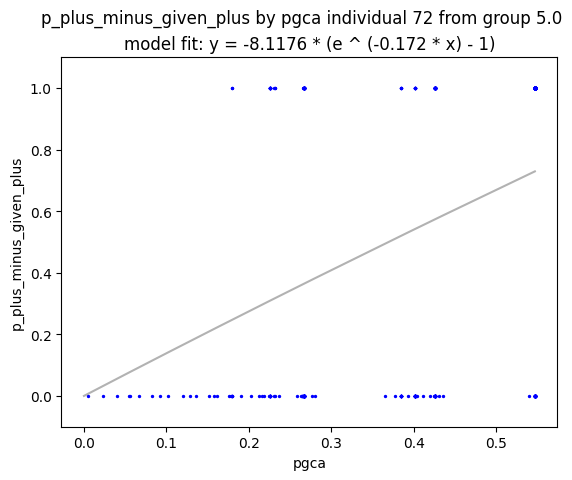 p_plus_minus_given_plus by pgca individual 72 from group 5.0
model fit: y = -8.1176 * (e ^ (-0.172 * x) - 1)
1.0
0.8
0.6
0.4
0.2
0.0
p_plus_minus_given_plus
0.0 0.1 0.2 0.3 0.4 0.5
pgca